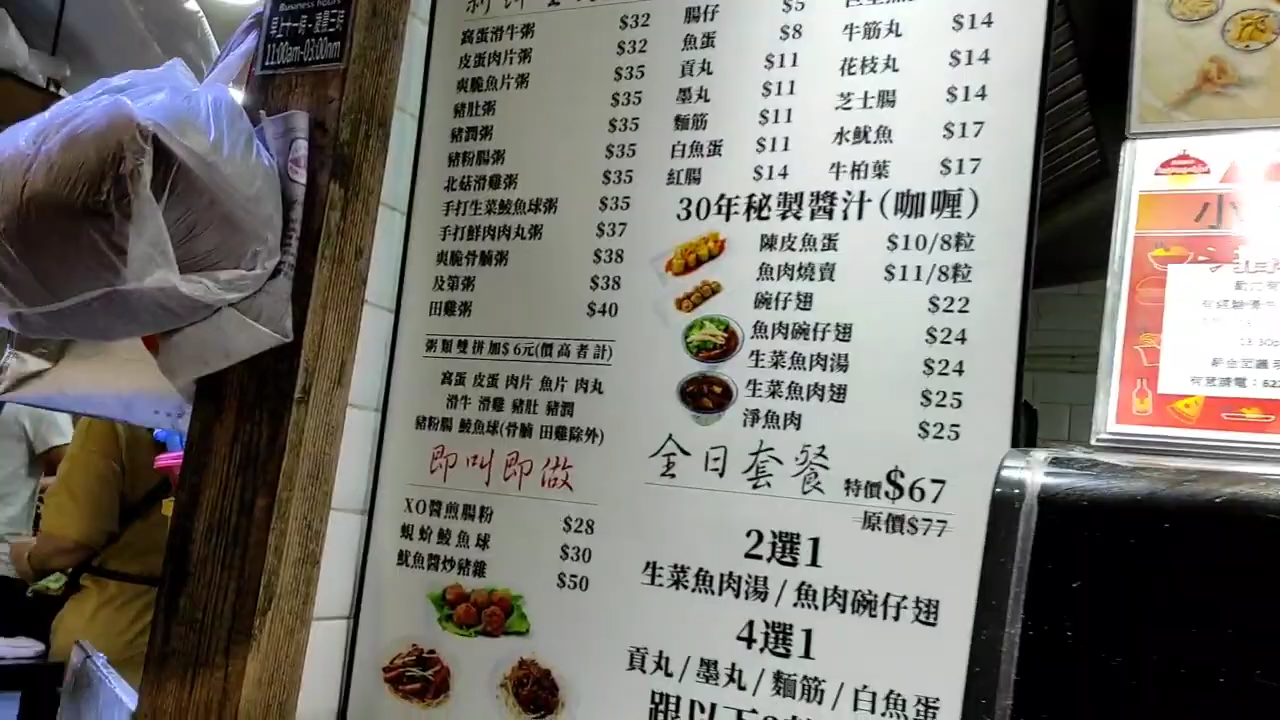 Business hours
早上十一時-凌晨三時
11:00am-03:00am
窩蛋滑牛粥 $32
皮蛋肉片粥 $32
爽脆魚片粥 $35
豬肚粥 $35
豬潤粥 $35
豬粉腸粥 $35
北菇滑雞粥 $35
手打生菜鯪魚球粥 $35
手打鮮肉肉丸粥 $37
爽脆骨腩粥 $38
及第粥 $38
田雞粥 $40
粥類雙拼加$6元(價高者計)
窩蛋 皮蛋 肉片 魚片 肉丸
滑牛 滑雞 豬肚 豬潤
豬粉腸 鯪魚球(骨腩 田雞除外)
即叫即做
XO醬煎腸粉 $28
蜆蚧鯪魚球 $30
魷魚醬炒豬雜 $50
腸仔 $5
魚蛋 $8
貢丸 $11
墨丸 $11
麵筋 $11
白魚蛋 $11
紅腸 $14
牛筋丸 $14
花枝丸 $14
芝士腸 $14
水魷魚 $17
牛柏葉 $17
30年秘製醬汁(咖喱)
陳皮魚蛋 $10/8粒
魚肉燒賣 $11/8粒
碗仔翅 $22
魚肉碗仔翅 $24
生菜魚肉湯 $24
生菜魚肉翅 $25
淨魚肉 $25
全日套餐 特價$67
原價$77
2選1
生菜魚肉湯/魚肉碗仔翅
4選1
貢丸/墨丸/麵筋/白魚蛋
跟以下
小